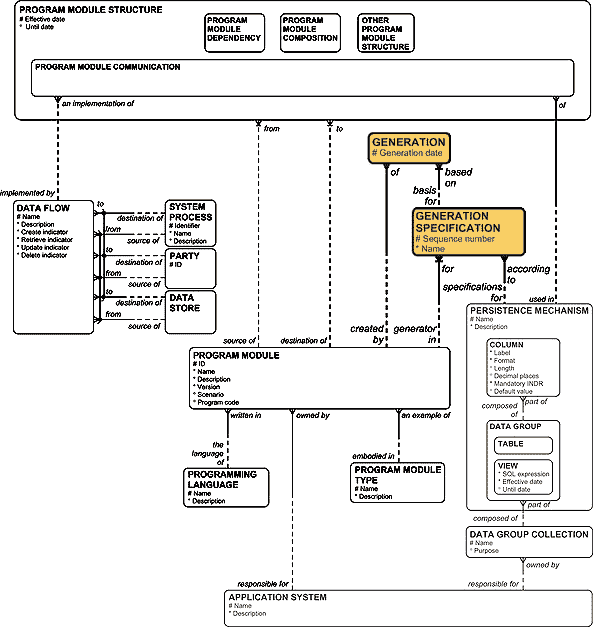 PROGRAM MODULE STRUCTURE
# Effective date
* Until date
PROGRAM
MODULE
DEPENDENCY
PROGRAM
MODULE
COMPOSITION
OTHER
PROGRAM
MODULE
STRUCTURE
PROGRAM MODULE COMMUNICATION
an implementation of
of
from
to
GENERATION
# Generation date
of
based
on
basis
for
implemented by
DATA FLOW
# Name
* Description
* Create indicator
* Retrieve indicator
* Update indicator
* Delete indicator
to
destination of
from
source of
to
destination of
from
source of
to
destination of
from
source of
SYSTEM
PROCESS
# Identifier
* Name
* Description
PARTY
# ID
DATA
STORE
GENERATION
SPECIFICATION
# Sequence number
* Name
for
according
to
specifications
for
used in
source of
destination of
created
by
generator
in
PROGRAM MODULE
# ID
* Name
* Description
* Version
* Scenario
* Program code
written in
owned by
an example of
the
language
of
embodied in
PROGRAMMING
LANGUAGE
# Name
* Description
PROGRAM MODULE
TYPE
# Name
* Description
PERSISTENCE MECHANISM
# Name
* Description
COLUMN
* Label
* Format
* Length
* Decimal places
* Mandatory INDR
* Default value
part of
composed
of
DATA GROUP
TABLE
VIEW
* SQL expression
* Effective date
* Until date
part of
composed of
DATA GROUP COLLECTION
# Name
* Purpose
owned by
responsible for
responsible for
APPLICATION SYSTEM
# Name
* Description